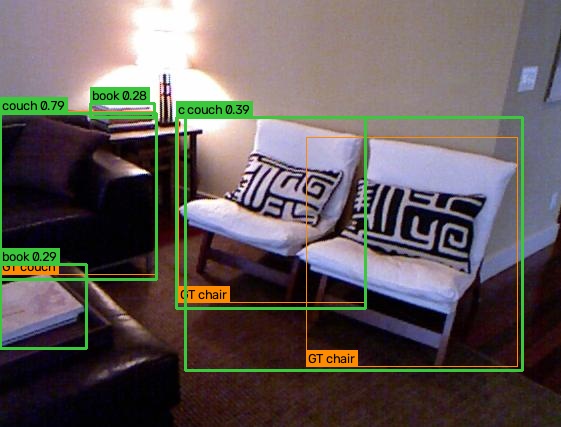 couch 0.79
book 0.28
c couch 0.39
book 0.29
GT couch
GT chair
GT chair